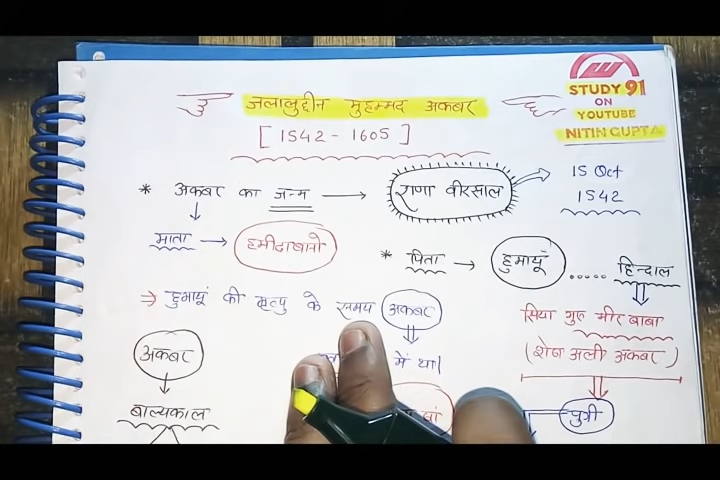 जलालुद्दीन मुहम्मद अकबर
[ 1542 - 1605 ]
STUDY 91
ON
YOUTUBE
NITIN GUPTA
* अकबर का जन्म → राणा वीरसाल
15 Oct
1542
माता → हमीदाबानो
* पिता → हुमायूं ..... हिन्दाल
⇒ हुमायूं की मृत्यु के समय अकबर
में था।
सिया गुरु मीर बाबा
(शेख अली अकबर)
पुत्री
अकबर
बाल्यकाल